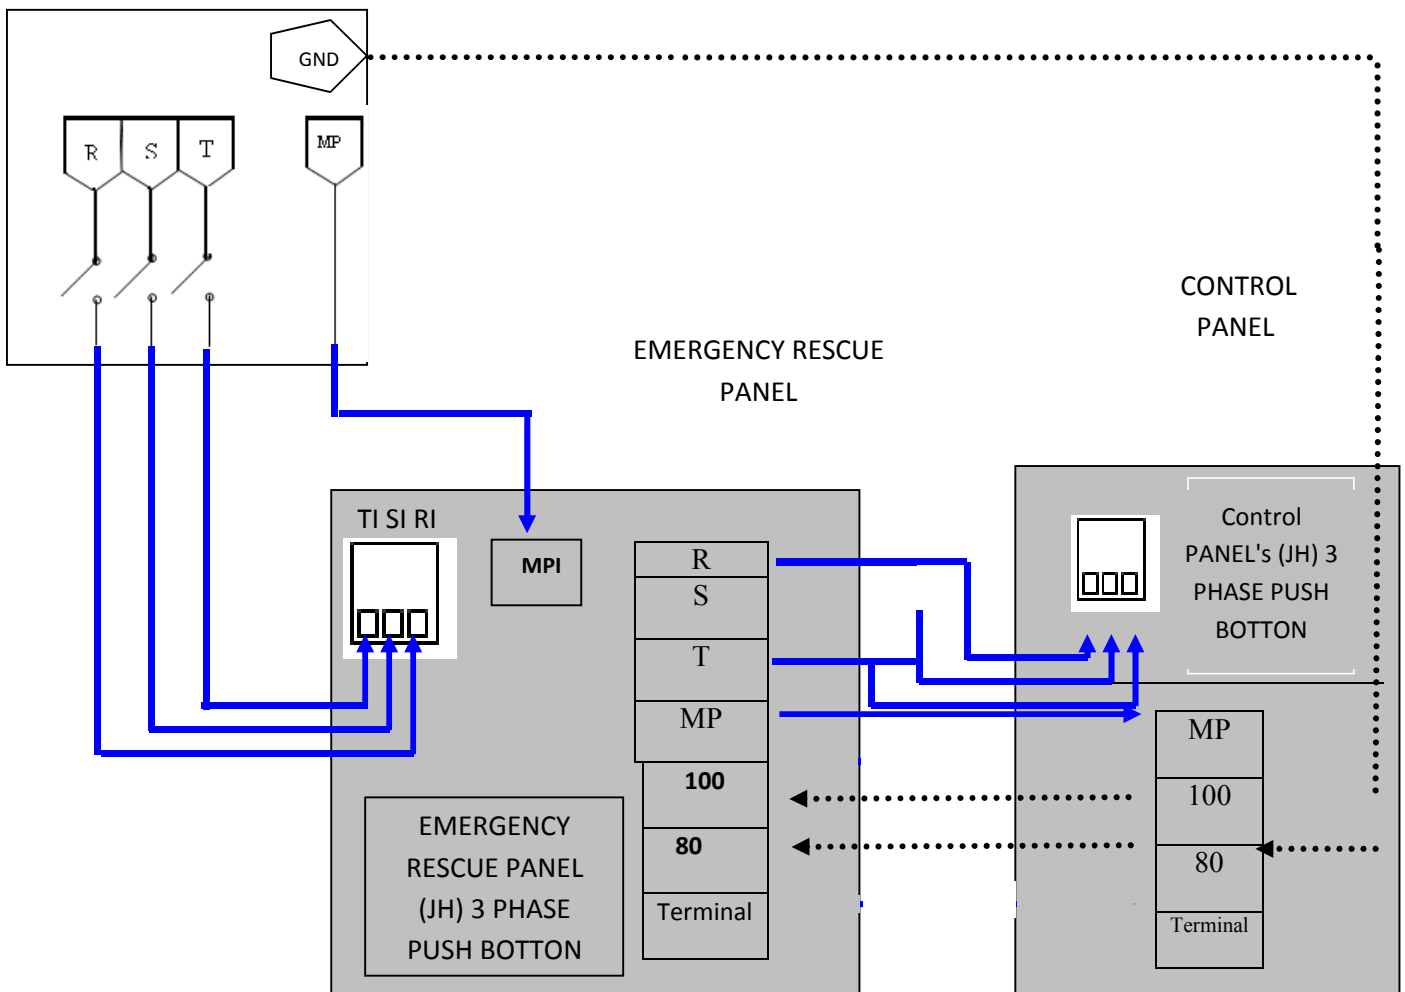 GND
R S T MP
CONTROL
PANEL
EMERGENCY RESCUE
PANEL
TI SI RI
MPI
R
S
T
MP
100
80
Terminal
EMERGENCY
RESCUE PANEL
(JH) 3 PHASE
PUSH BOTTON
Control
PANEL's (JH) 3
PHASE PUSH
BOTTON
MP
100
80
Terminal